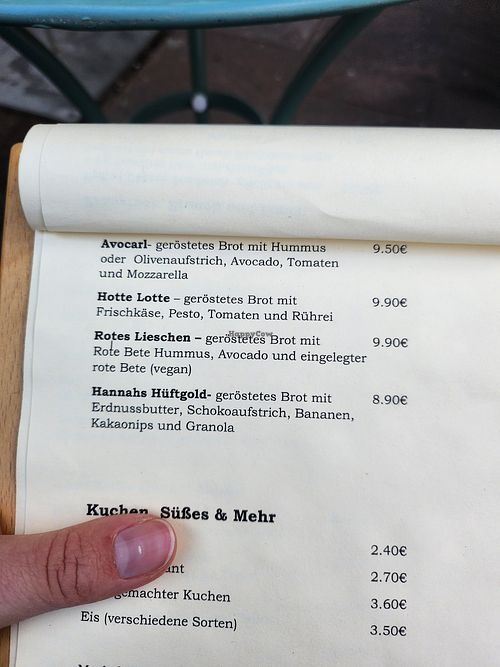 Avocarl- geröstetes Brot mit Hummus 9.50€
oder Olivenaufstrich, Avocado, Tomaten
und Mozzarella
Hotte Lotte – geröstetes Brot mit 9.90€
Frischkäse, Pesto, Tomaten und Rührei
Rotes Lieschen – geröstetes Brot mit 9.90€
HappyCow
Rote Bete Hummus, Avocado und eingelegter
rote Bete (vegan)
Hannahs Hüftgold- geröstetes Brot mit 8.90€
Erdnussbutter, Schokoaufstrich, Bananen,
Kakaonips und Granola
Kuchen, Süßes & Mehr
2.40€
2.70€
Kuchen 3.60€
Eis (verschiedene Sorten) 3.50€